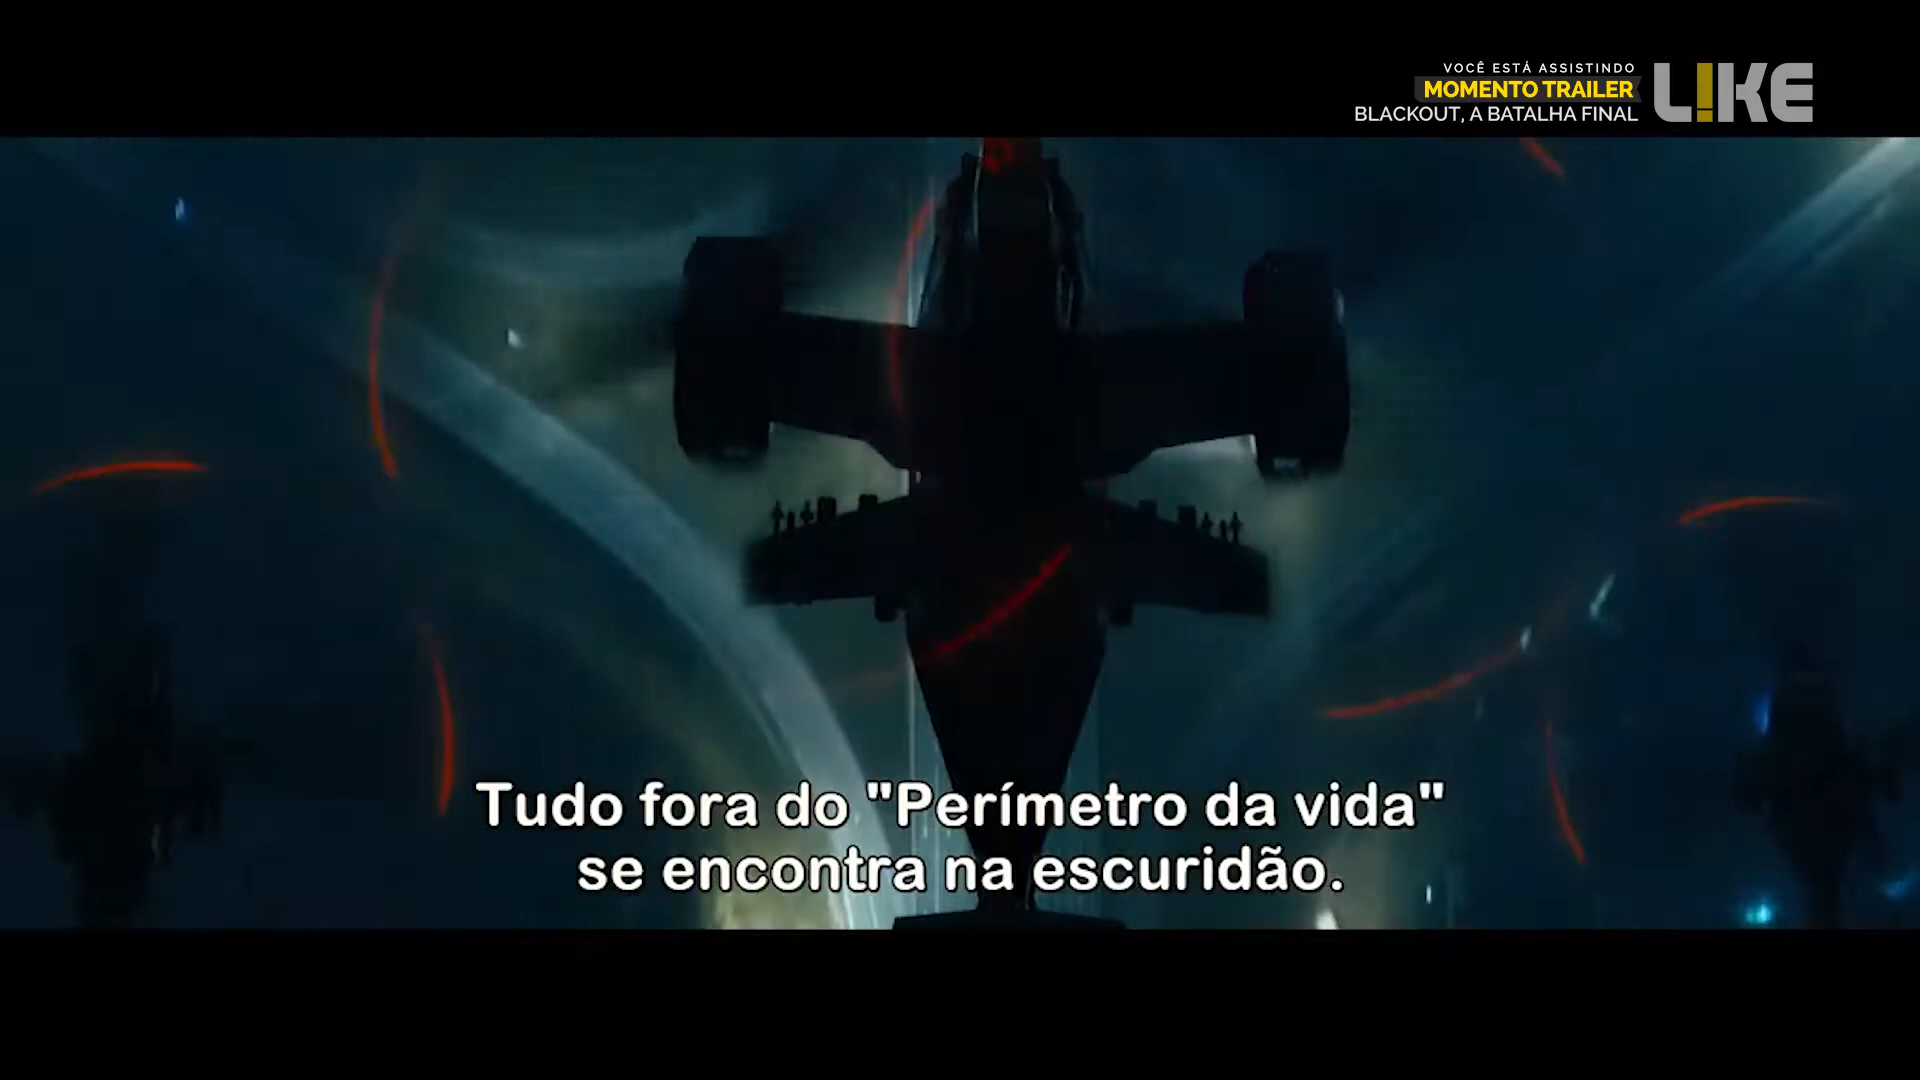 VOCÊ ESTÁ ASSISTINDO
MOMENTO TRAILER
BLACKOUT, A BATALHA FINAL
L!KE
Tudo fora do "Perímetro da vida"
se encontra na escuridão.